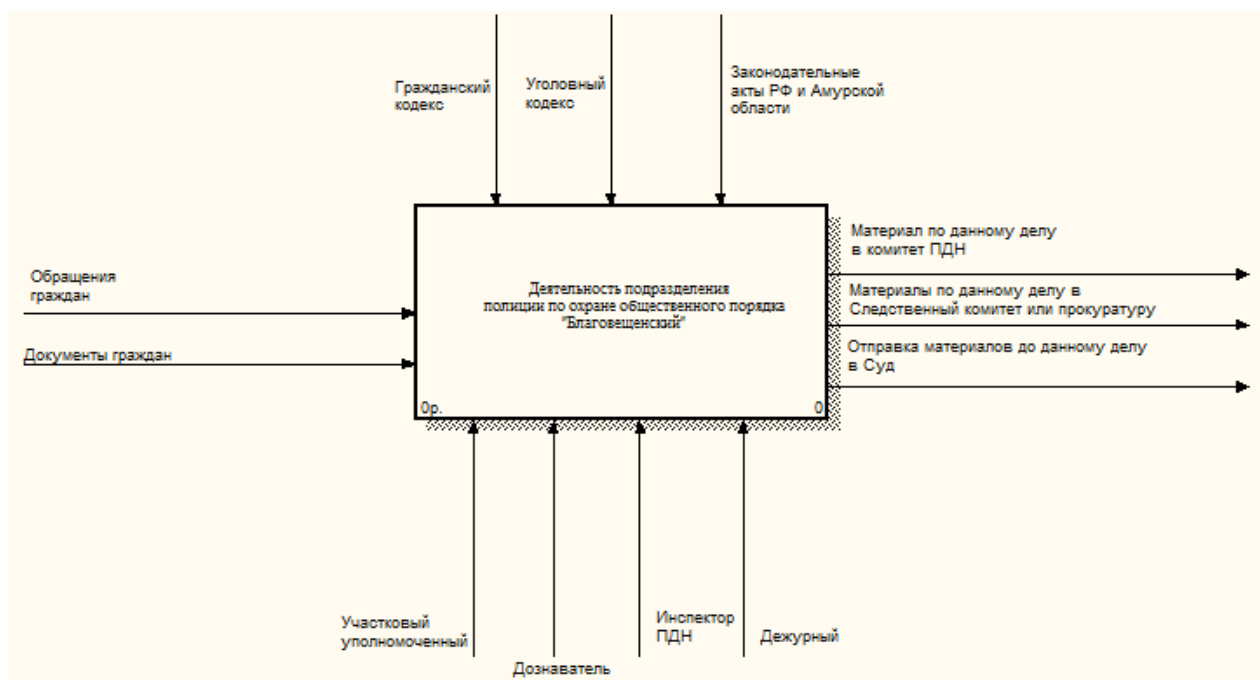 Гражданский
кодекс
Уголовный
кодекс
Законодательные
акты РФ и Амурской
области
Обращения
граждан
Документы граждан
Деятельность подразделения
полиции по охране общественного порядка
"Благовещенский"
0р.
0
Материал по данному делу
в комитет ПДН
Материалы по данному делу в
Следственный комитет или прокуратуру
Отправка материалов до данному делу
в Суд
Участковый
уполномоченный
Дознаватель
Инспектор
ПДН
Дежурный